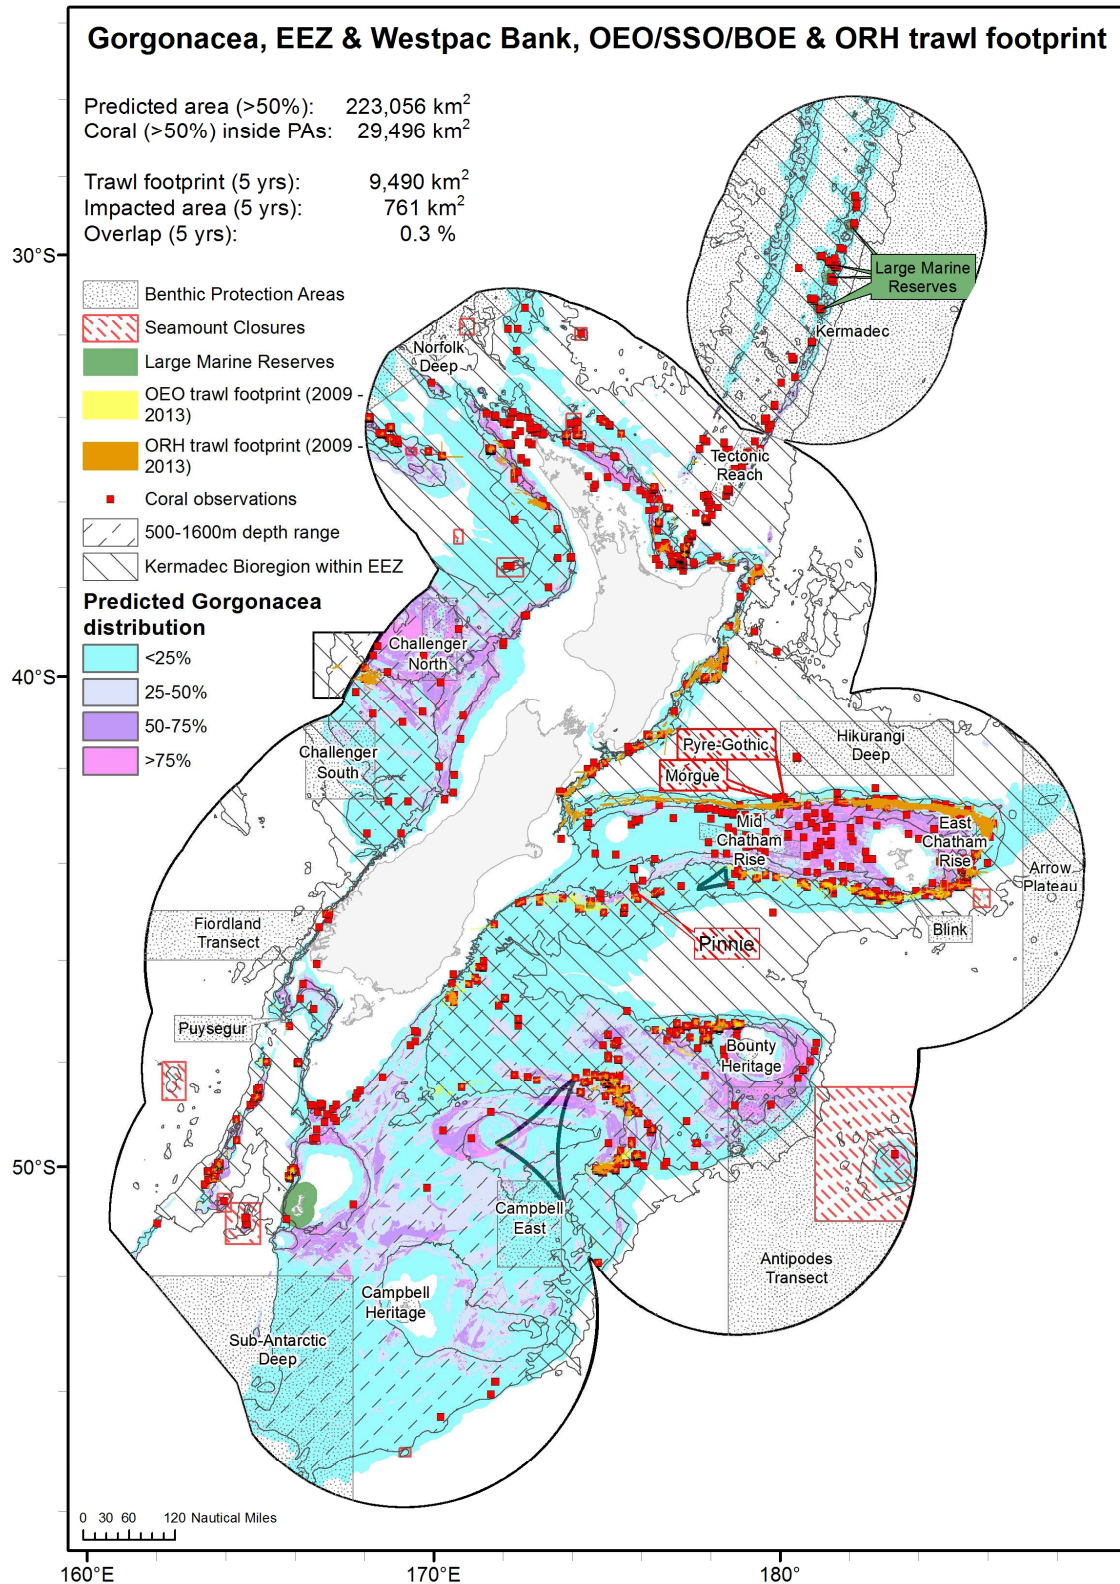 Gorgonacea, EEZ & Westpac Bank, OEO/SSO/BOE & ORH trawl footprint
Predicted area (>50%): 223,056 km²
Coral (>50%) inside PAs: 29,496 km²
Trawl footprint (5 yrs): 9,490 km²
Impacted area (5 yrs): 761 km²
Overlap (5 yrs): 0.3 %
Benthic Protection Areas
Seamount Closures
Large Marine Reserves
OEO trawl footprint (2009 -
2013)
ORH trawl footprint (2009 -
2013)
Coral observations
500-1600m depth range
Kermadec Bioregion within EEZ
Predicted Gorgonacea
distribution
<25%
25-50%
50-75%
>75%
30°S
40°S
50°S
Large Marine
Reserves
Kermadec
Norfolk
Deep
Tectonic
Reach
Challenger
North
Challenger
South
Pyre-Gothic
Morgue
Hikurangi
Deep
Mid
Chatham
Rise
East
Chatham
Rise
Arrow
Plateau
Blink
Pinnie
Fiordland
Transect
Puysegur
Bounty
Heritage
Campbell
East
Antipodes
Transect
Campbell
Heritage
Sub-Antarctic
Deep
0 30 60 120 Nautical Miles
160°E
170°E
180°